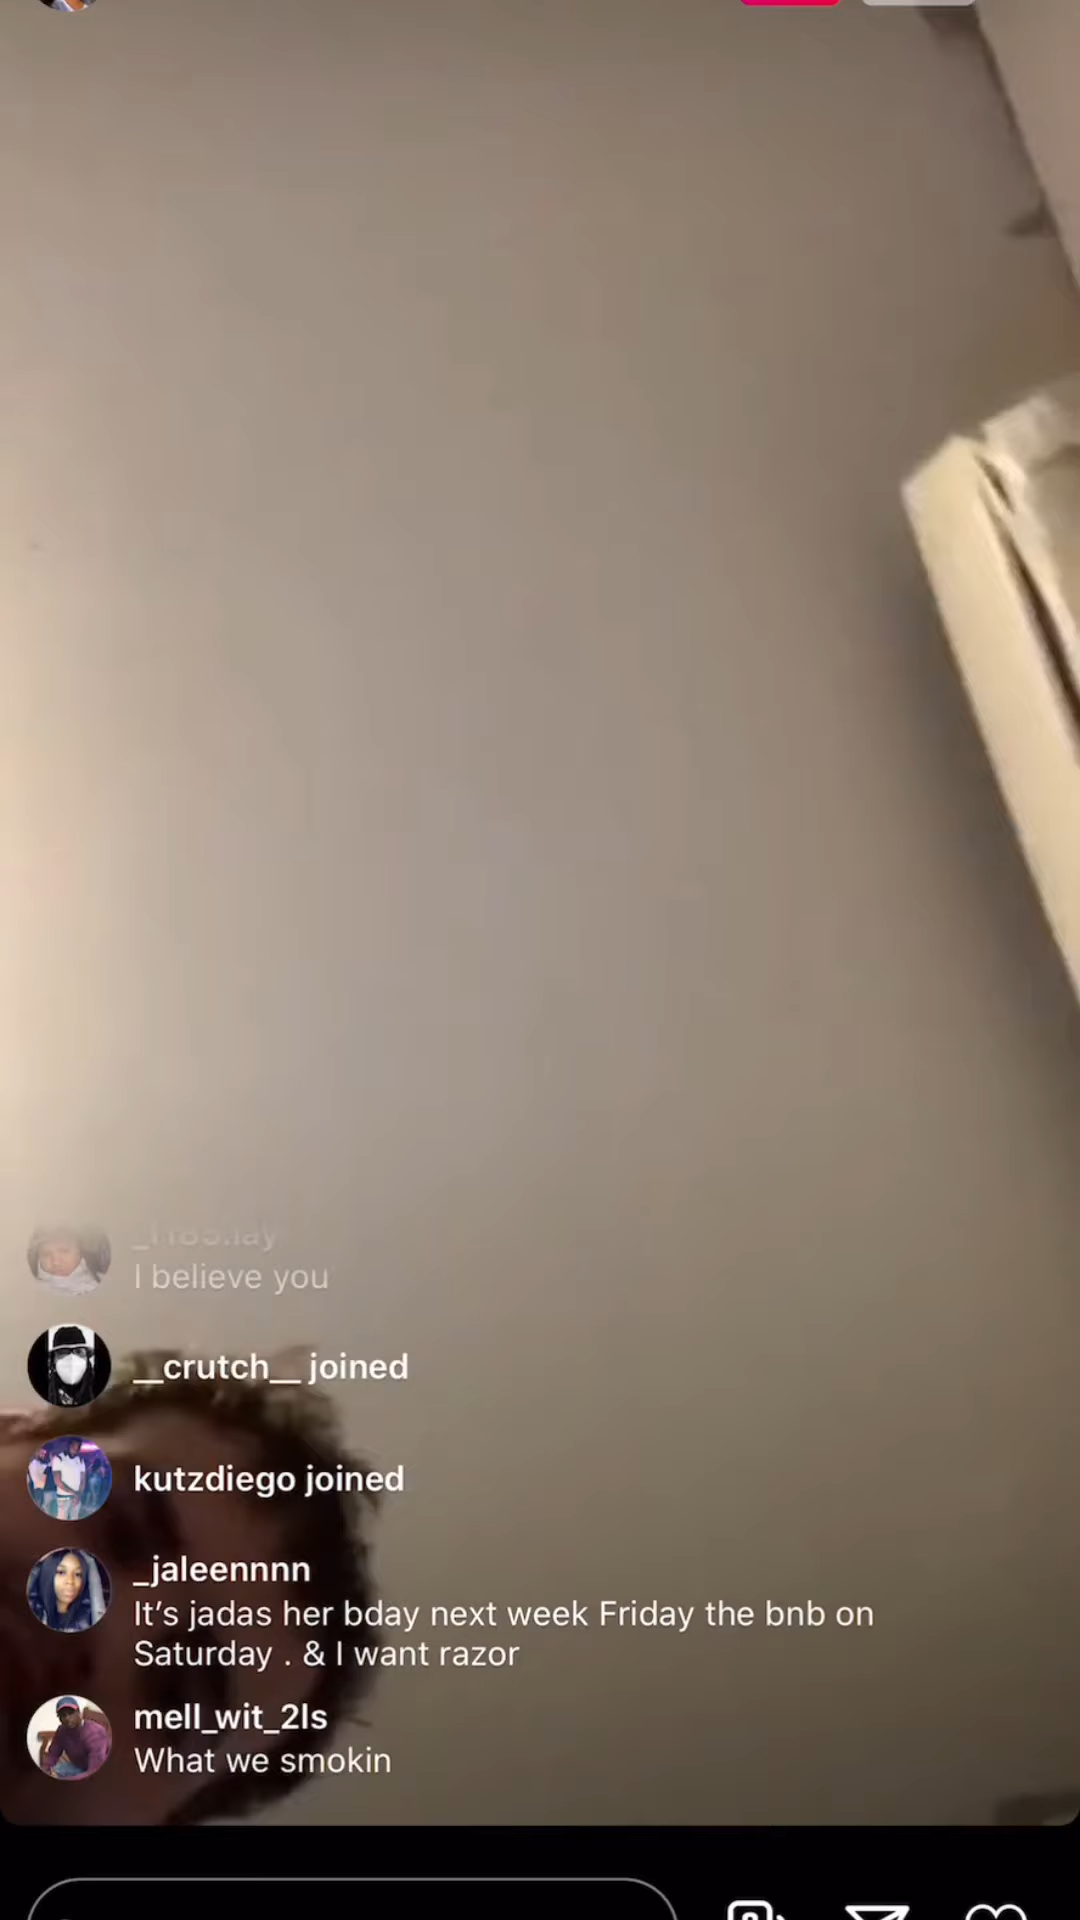 I believe you
__crutch__ joined
kutzdiego joined
_jaleennnn
It’s jadas her bday next week Friday the bnb on
Saturday . & I want razor
mell_wit_2ls
What we smokin